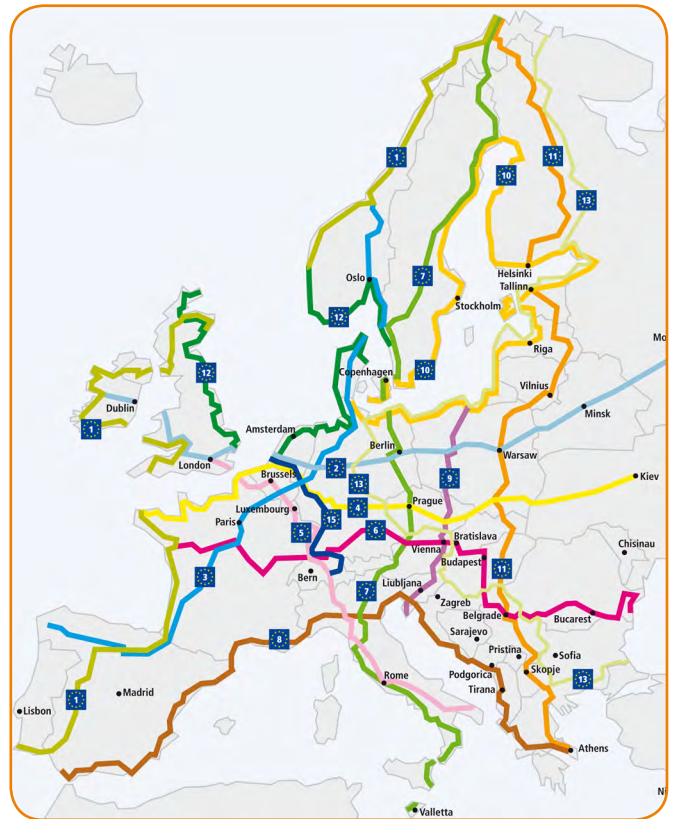 1
11
10
13
7
Oslo
Helsinki
Tallinn
Stockholm
12
Mo
Riga
10
12
Copenhagen
Vilnius
Minsk
Dublin
1
Amsterdam
Berlin
Warsaw
London
2
Brussels
9
Kiev
13
Prague
4
Luxembourg
15
Paris
5
6
Bratislava
Vienna
Chisinau
Budapest
11
3
Bern
Liubljana
7
Zagreb
Belgrade
Bucarest
Sarajevo
8
Pristina
Sofia
Skopje
Podgorica
13
Rome
Tirana
Madrid
1
Lisbon
Athens
Ni
Valletta